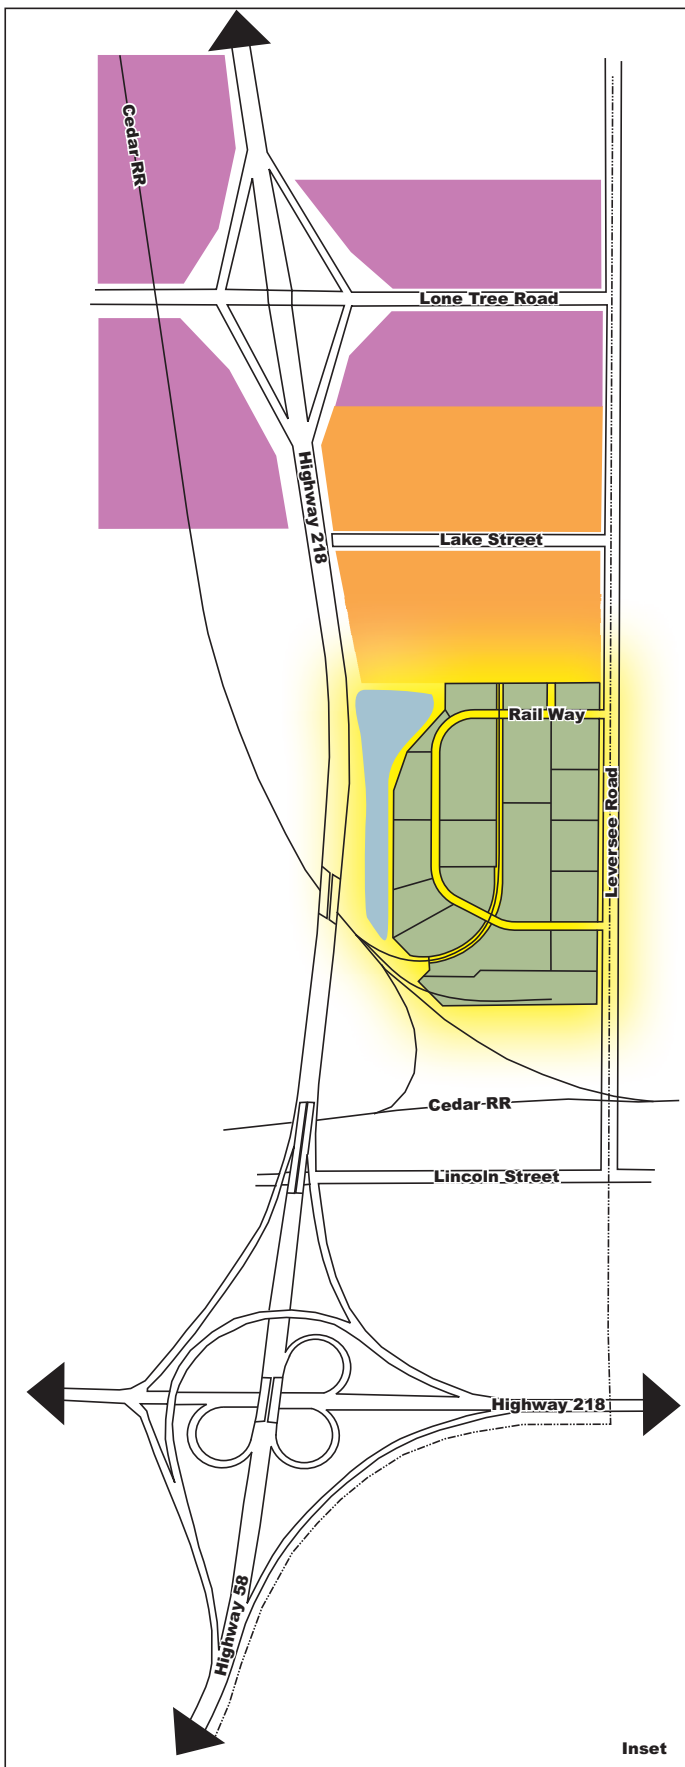 Cedar RR
Lone Tree Road
Highway 218
Lake Street
Rail Way
Leversee Road
Cedar RR
Lincoln Street
Highway 218
Highway 58
Inset